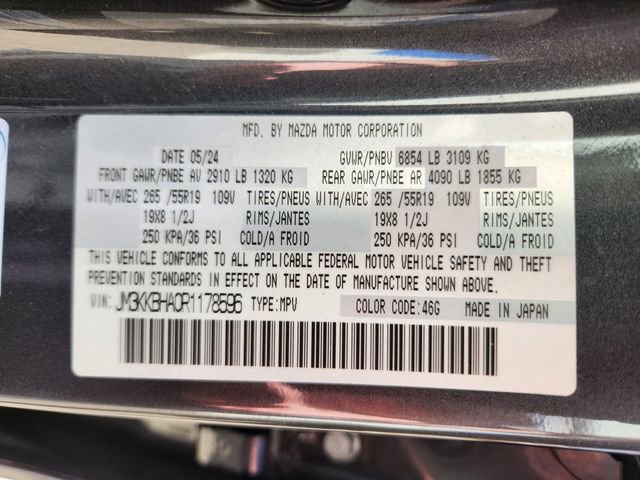 MFD. BY MAZDA MOTOR CORPORATION
DATE 05/24 GVWR/PNBV 6854 LB 3109 KG
FRONT GAWR/PNBE AV 2910 LB 1320 KG REAR GAWR/PNBE AR 4090 LB 1855 KG
WITH/AVEC 265 /55R19 109V TIRES/PNEUS WITH/AVEC 265 /55R19 109V TIRES/PNEUS
19X8 1/2J RIMS/JANTES 19X8 1/2J RIMS/JANTES
250 KPA/36 PSI COLD/A FROID 250 KPA/36 PSI COLD/A FROID
THIS VEHICLE CONFORMS TO ALL APPLICABLE FEDERAL MOTOR VEHICLE SAFETY AND THEFT
PREVENTION STANDARDS IN EFFECT ON THE DATE OF MANUFACTURE SHOWN ABOVE.
VIN: JM3KK3HA0R1178596 TYPE:MPV COLOR CODE:46G MADE IN JAPAN